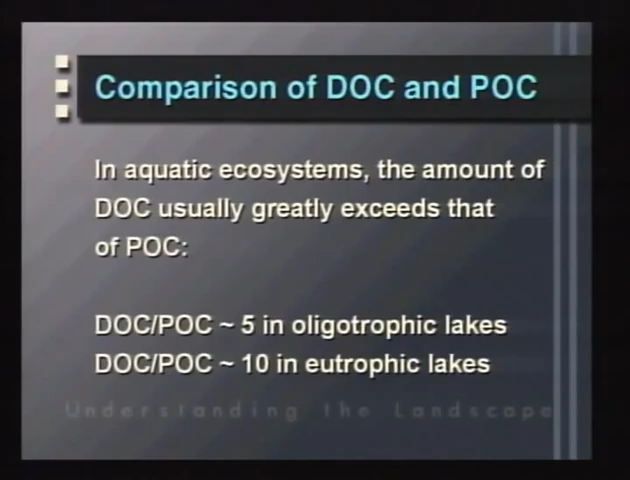 Comparison of DOC and POC
In aquatic ecosystems, the amount of
DOC usually greatly exceeds that
of POC:
DOC/POC ~ 5 in oligotrophic lakes
DOC/POC ~ 10 in eutrophic lakes
Understanding the Landscape